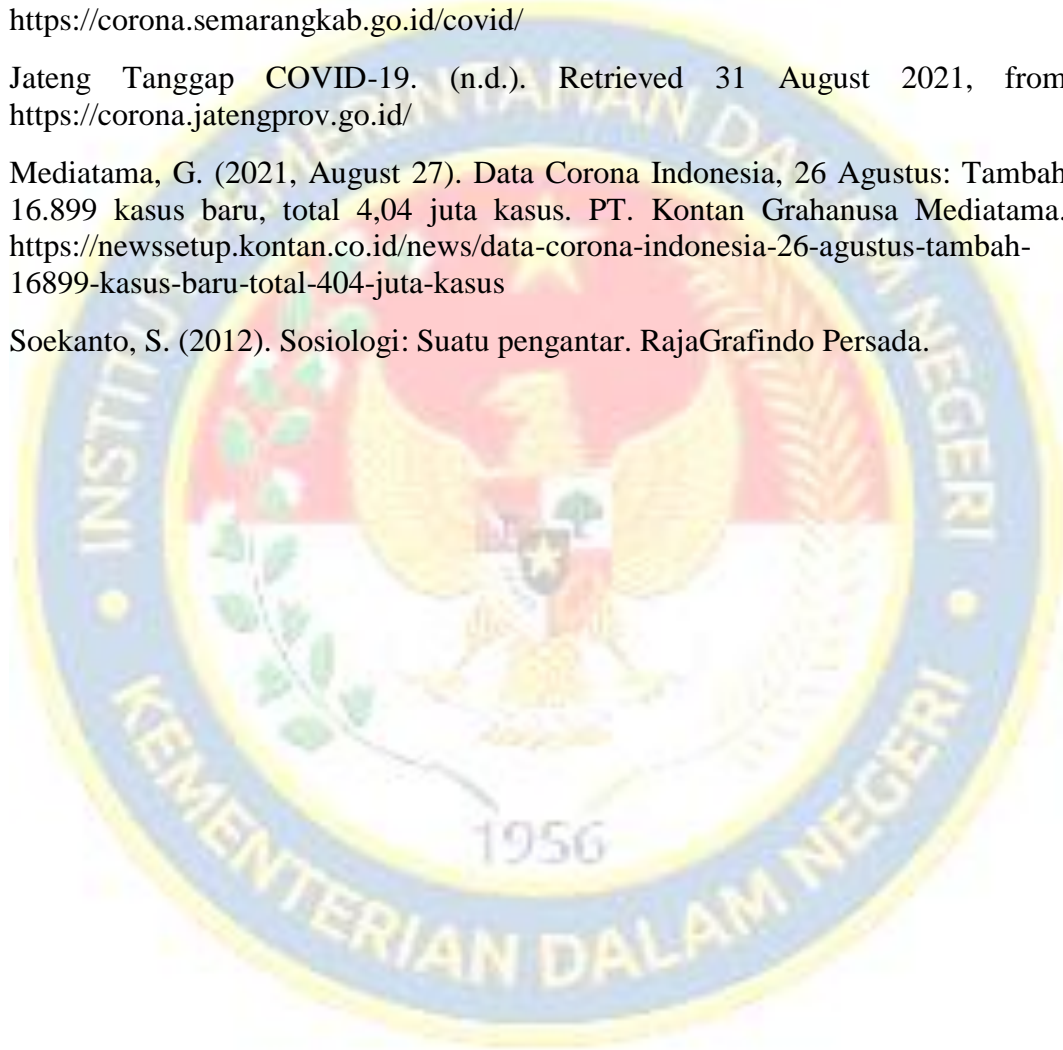 https://corona.semarangkab.go.id/covid/
Jateng Tanggap COVID-19. (n.d.). Retrieved 31 August 2021, from
https://corona.jatengprov.go.id/
Mediatama, G. (2021, August 27). Data Corona Indonesia, 26 Agustus: Tambah
16.899 kasus baru, total 4,04 juta kasus. PT. Kontan Grahanusa Mediatama.
https://newssetup.kontan.co.id/news/data-corona-indonesia-26-agustus-tambah-
16899-kasus-baru-total-404-juta-kasus
Soekanto, S. (2012). Sosiologi: Suatu pengantar. RajaGrafindo Persada.
INSTITUT PEMERINTAHAN DALAM NEGERI
1956
KEMENTERIAN DALAM NEGERI